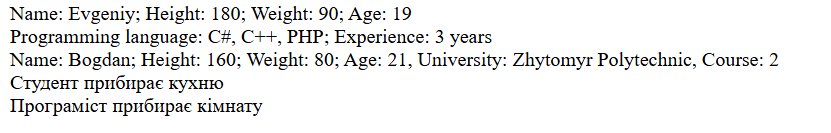 Name: Evgeniy; Height: 180; Weight: 90; Age: 19
Programming language: C#, C++, PHP; Experience: 3 years
Name: Bogdan; Height: 160; Weight: 80; Age: 21, University: Zhytomyr Polytechnic, Course: 2
Студент прибирає кухню
Програміст прибирає кімнату